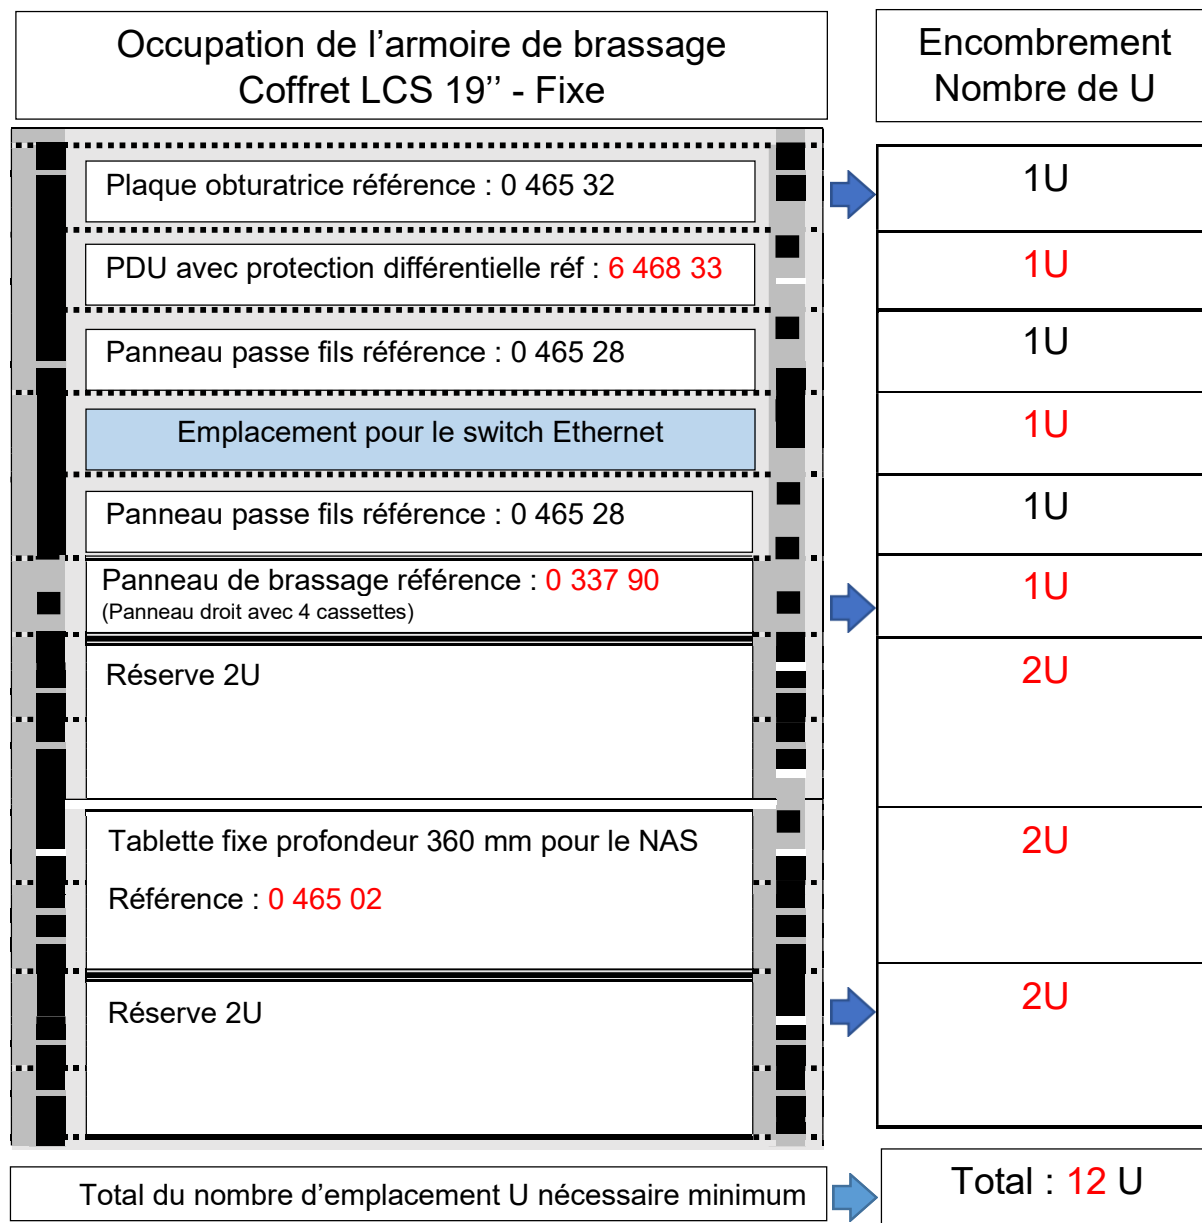 Occupation de l’armoire de brassage
Coffret LCS 19’’ - Fixe
Encombrement
Nombre de U
Plaque obturatrice référence : 0 465 32
1U
PDU avec protection différentielle réf : 6 468 33
1U
Panneau passe fils référence : 0 465 28
1U
Emplacement pour le switch Ethernet
1U
Panneau passe fils référence : 0 465 28
1U
Panneau de brassage référence : 0 337 90
(Panneau droit avec 4 cassettes)
1U
Réserve 2U
2U
Tablette fixe profondeur 360 mm pour le NAS
Référence : 0 465 02
2U
Réserve 2U
2U
Total du nombre d’emplacement U nécessaire minimum
Total : 12 U